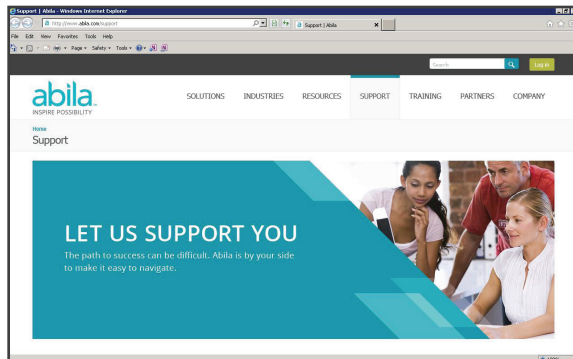 Support | Abila - Windows Internet Explorer
http://www.abila.com/support
Support | Abila
File Edit View Favorites Tools Help
Page Safety Tools
Search
Log in
abila
INSPIRE POSSIBILITY
SOLUTIONS INDUSTRIES RESOURCES SUPPORT TRAINING PARTNERS COMPANY
Home
Support
LET US SUPPORT YOU
The path to success can be difficult. Abila is by your side
to make it easy to navigate.